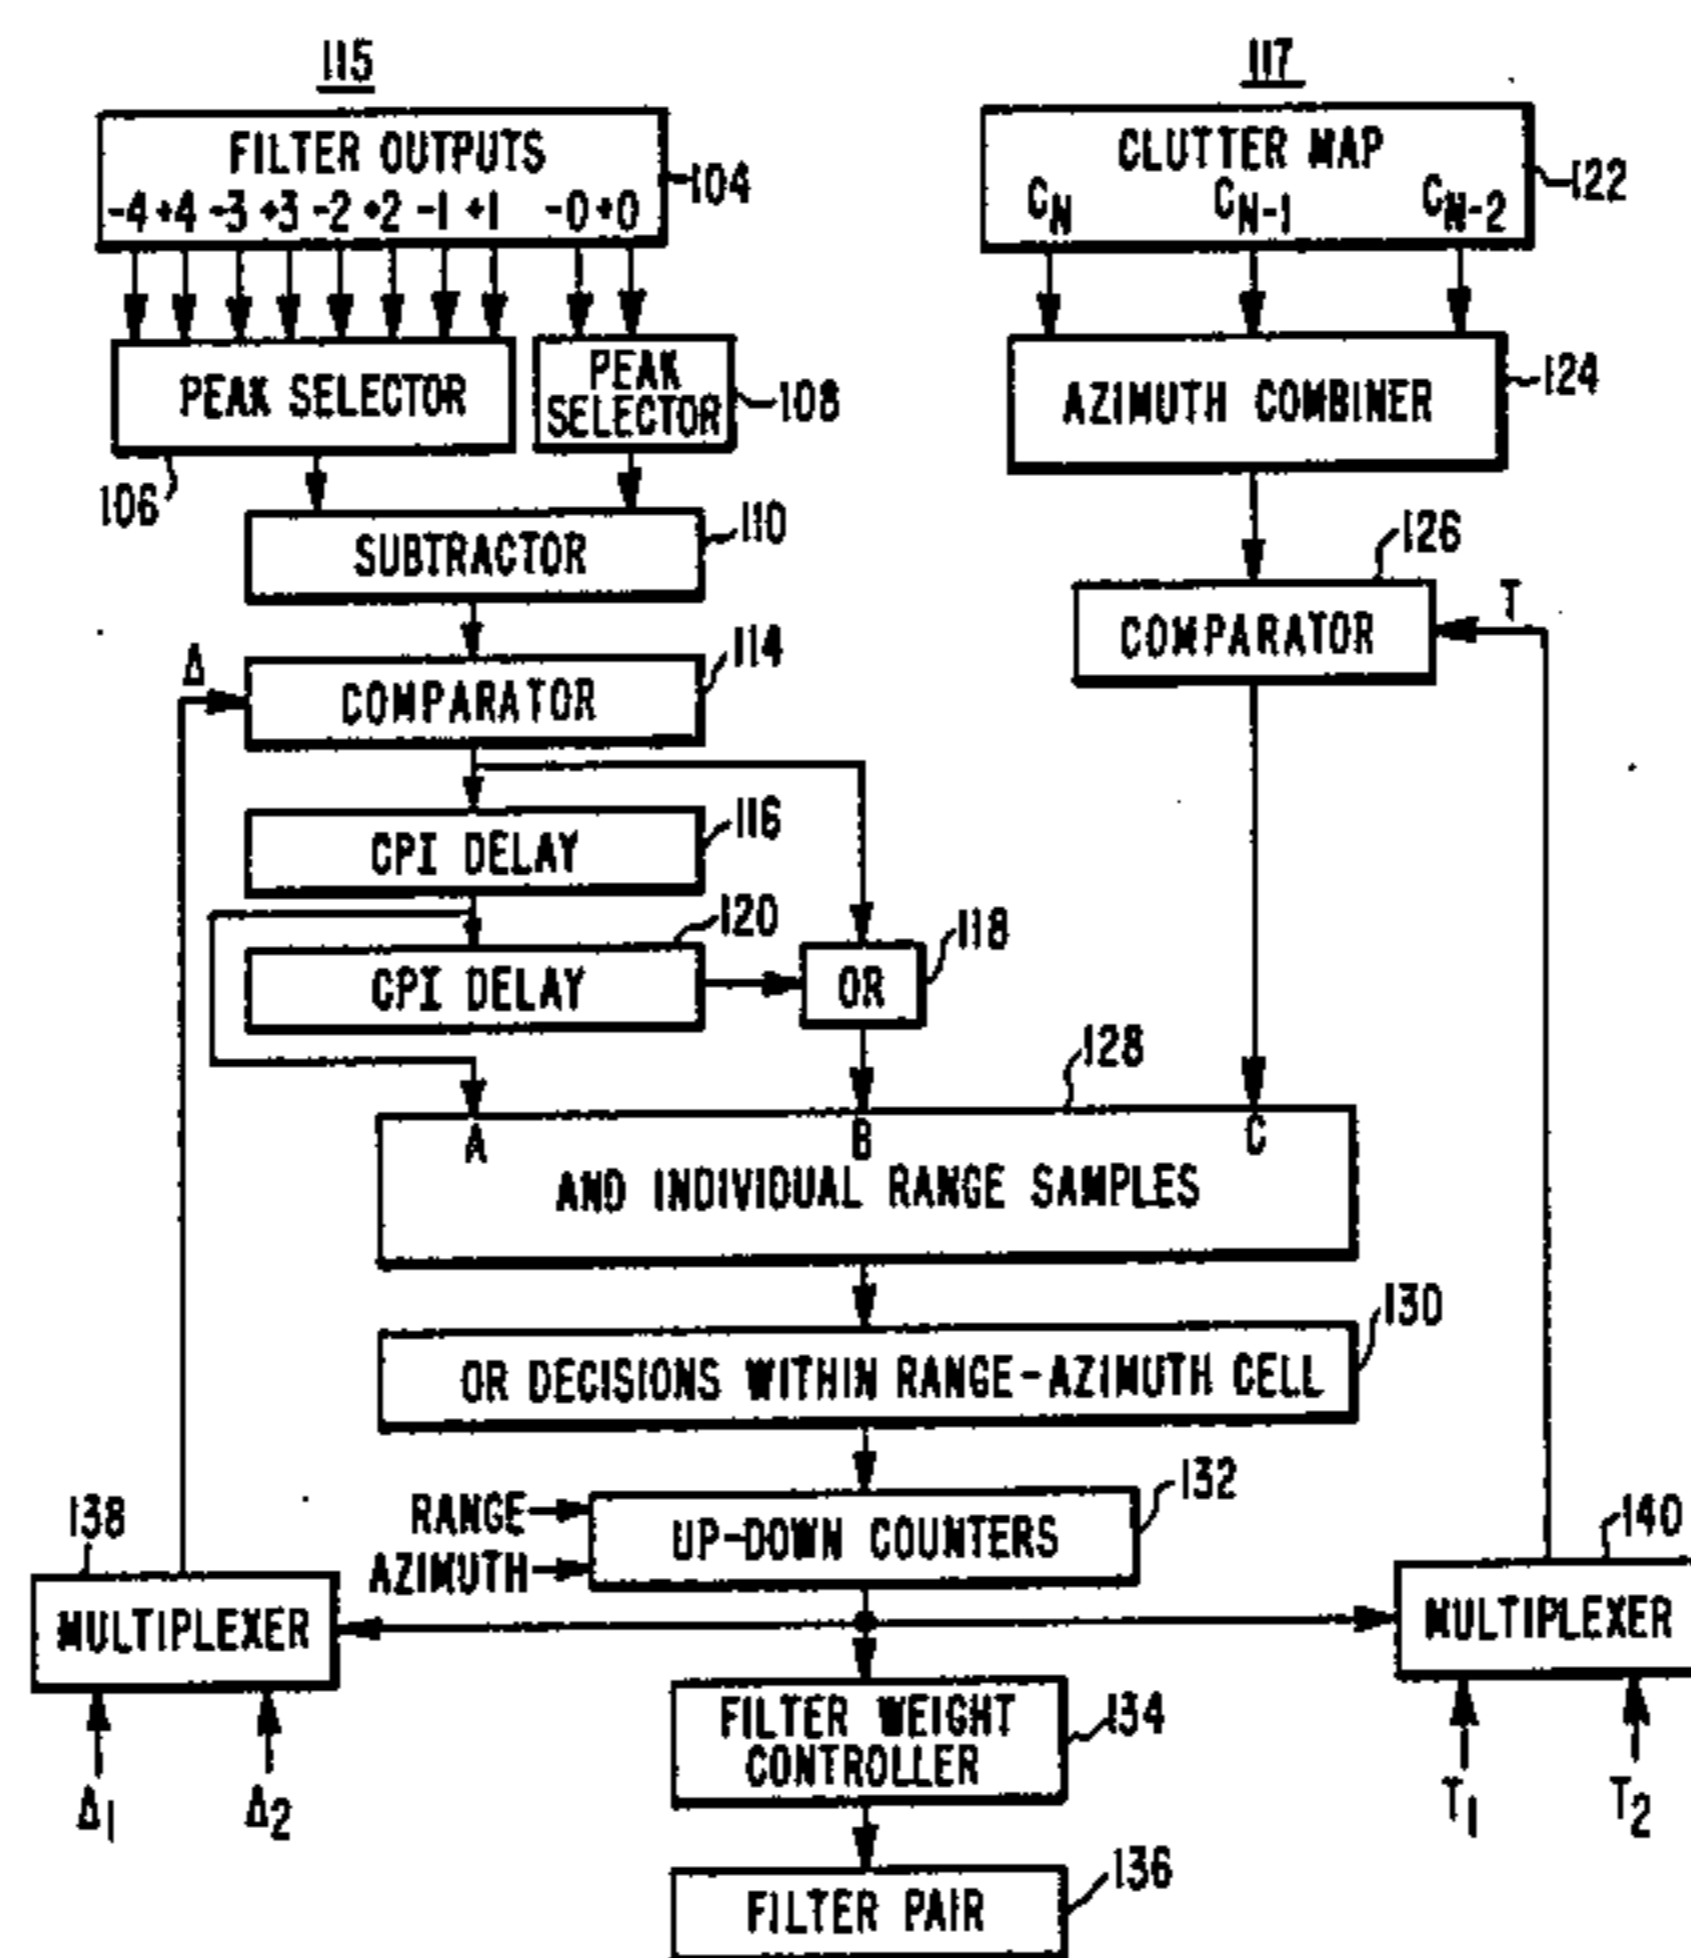 115
117
FILTER OUTPUTS
-4 +4 -3 +3 -2 +2 -1 +1 -0 +0
104
CLUTTER MAP
C_N C_N-1 C_N-2
122
PEAK SELECTOR
106
PEAK
SELECTOR
108
AZIMUTH COMBINER
124
SUBTRACTOR
110
126
COMPARATOR
T
Δ
COMPARATOR
114
CPI DELAY
116
CPI DELAY
120
OR
118
128
A B C
AND INDIVIDUAL RANGE SAMPLES
OR DECISIONS WITHIN RANGE-AZIMUTH CELL
130
RANGE
AZIMUTH
UP-DOWN COUNTERS
132
138
MULTIPLEXER
Δ1 Δ2
140
MULTIPLEXER
T1 T2
FILTER WEIGHT
CONTROLLER
134
FILTER PAIR
136